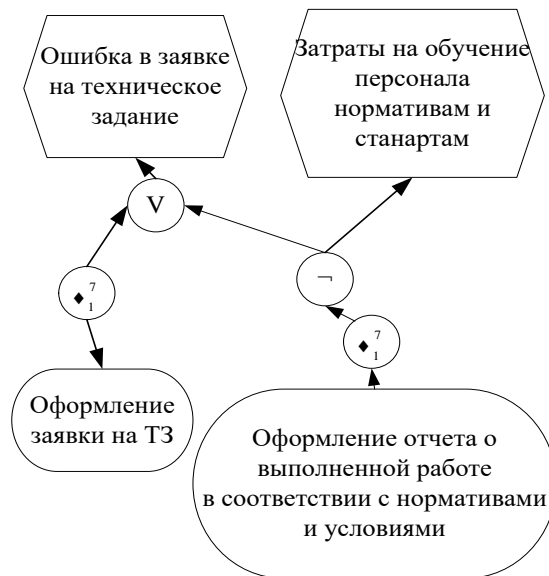 Ошибка в заявке
на техническое
задание
Затраты на обучение
персонала
нормативам и
станартам
V
¬
♦ 7 1
♦ 7 1
Оформление
заявки на ТЗ
Оформление отчета о
выполненной работе
в соответствии с нормативами
и условиями